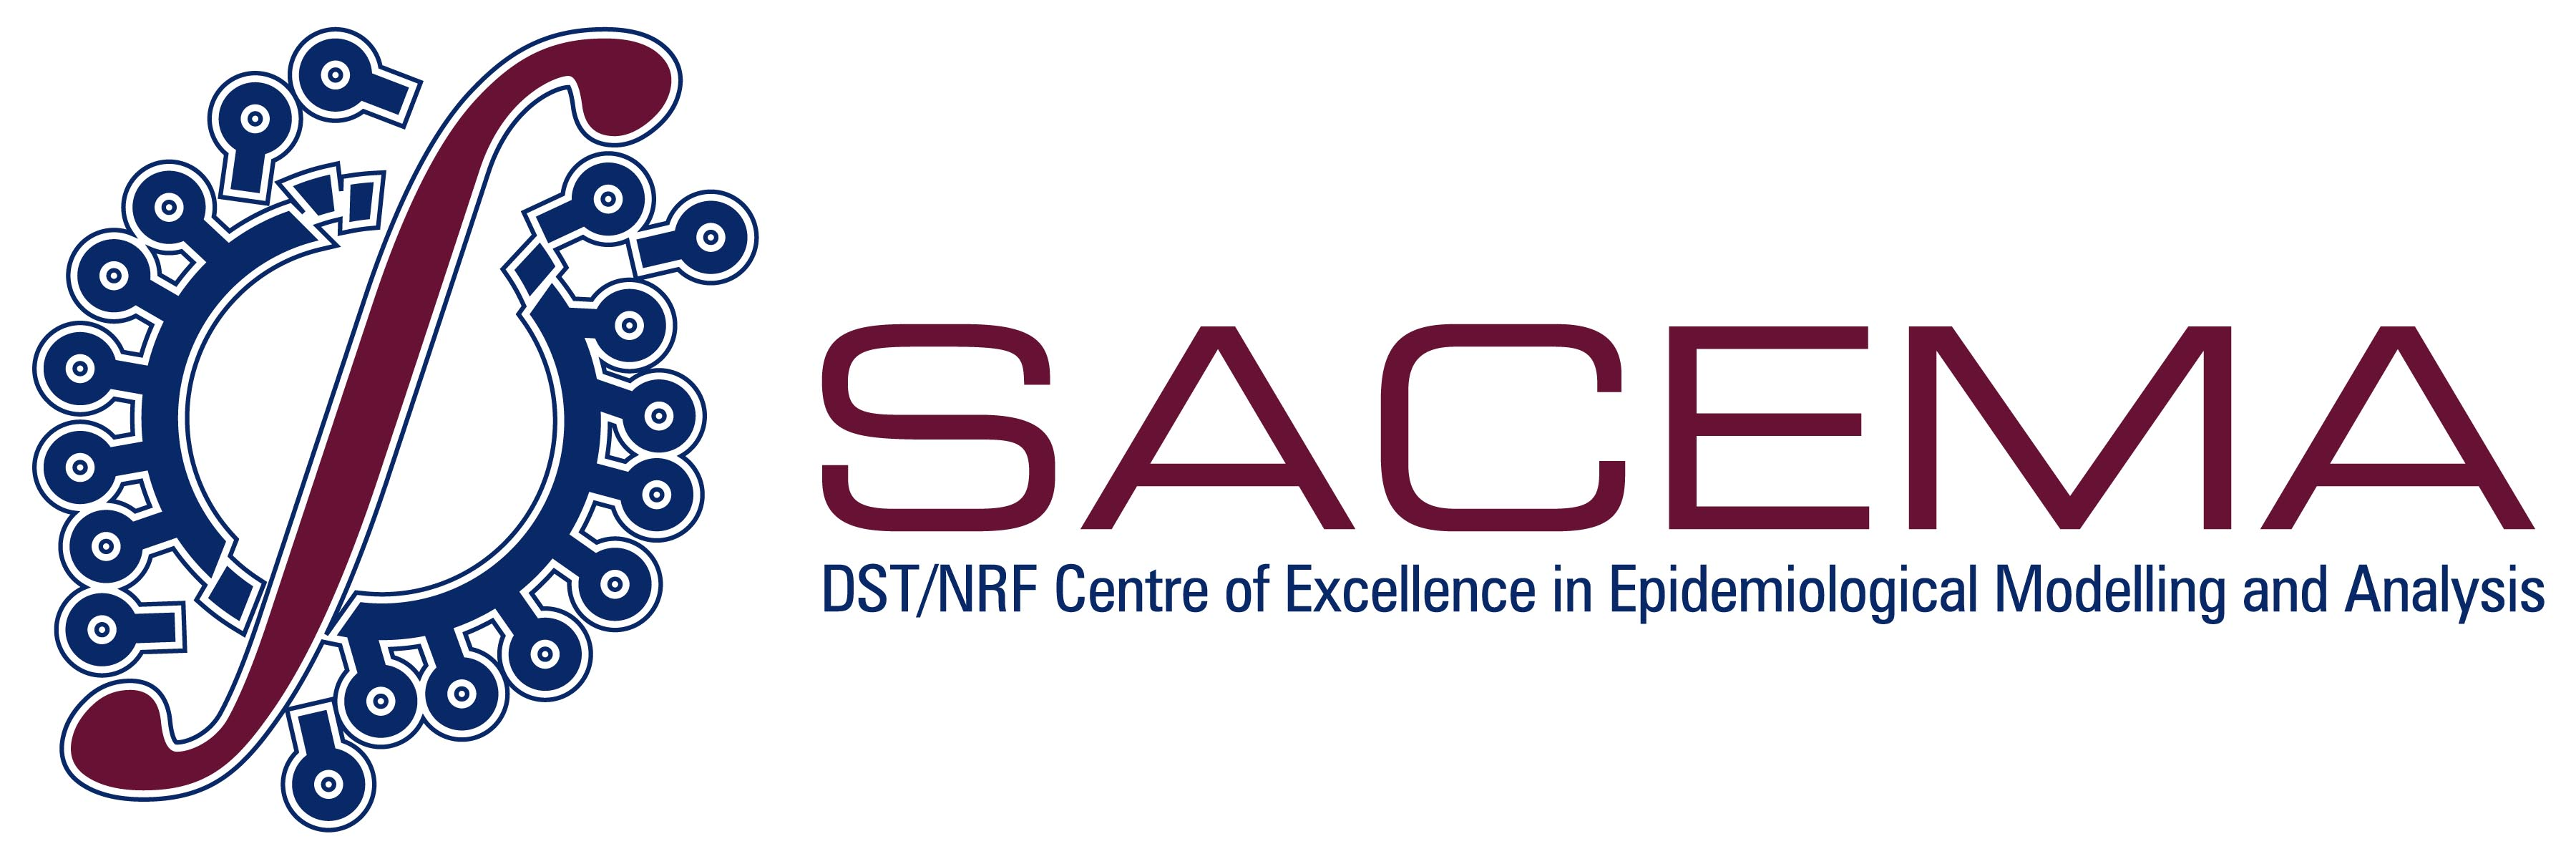 SACEMA
DST/NRF Centre of Excellence in Epidemiological Modelling and Analysis